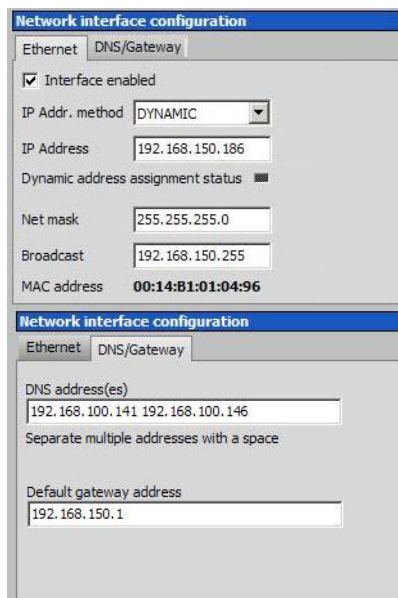 Network interface configuration
Ethernet DNS/Gateway
Interface enabled
IP Addr. method DYNAMIC
IP Address 192.168.150.186
Dynamic address assignment status
Net mask 255.255.255.0
Broadcast 192.168.150.255
MAC address 00:14:B1:01:04:96
Network interface configuration
Ethernet DNS/Gateway
DNS address(es)
192.168.100.141 192.168.100.146
Separate multiple addresses with a space
Default gateway address
192.168.150.1